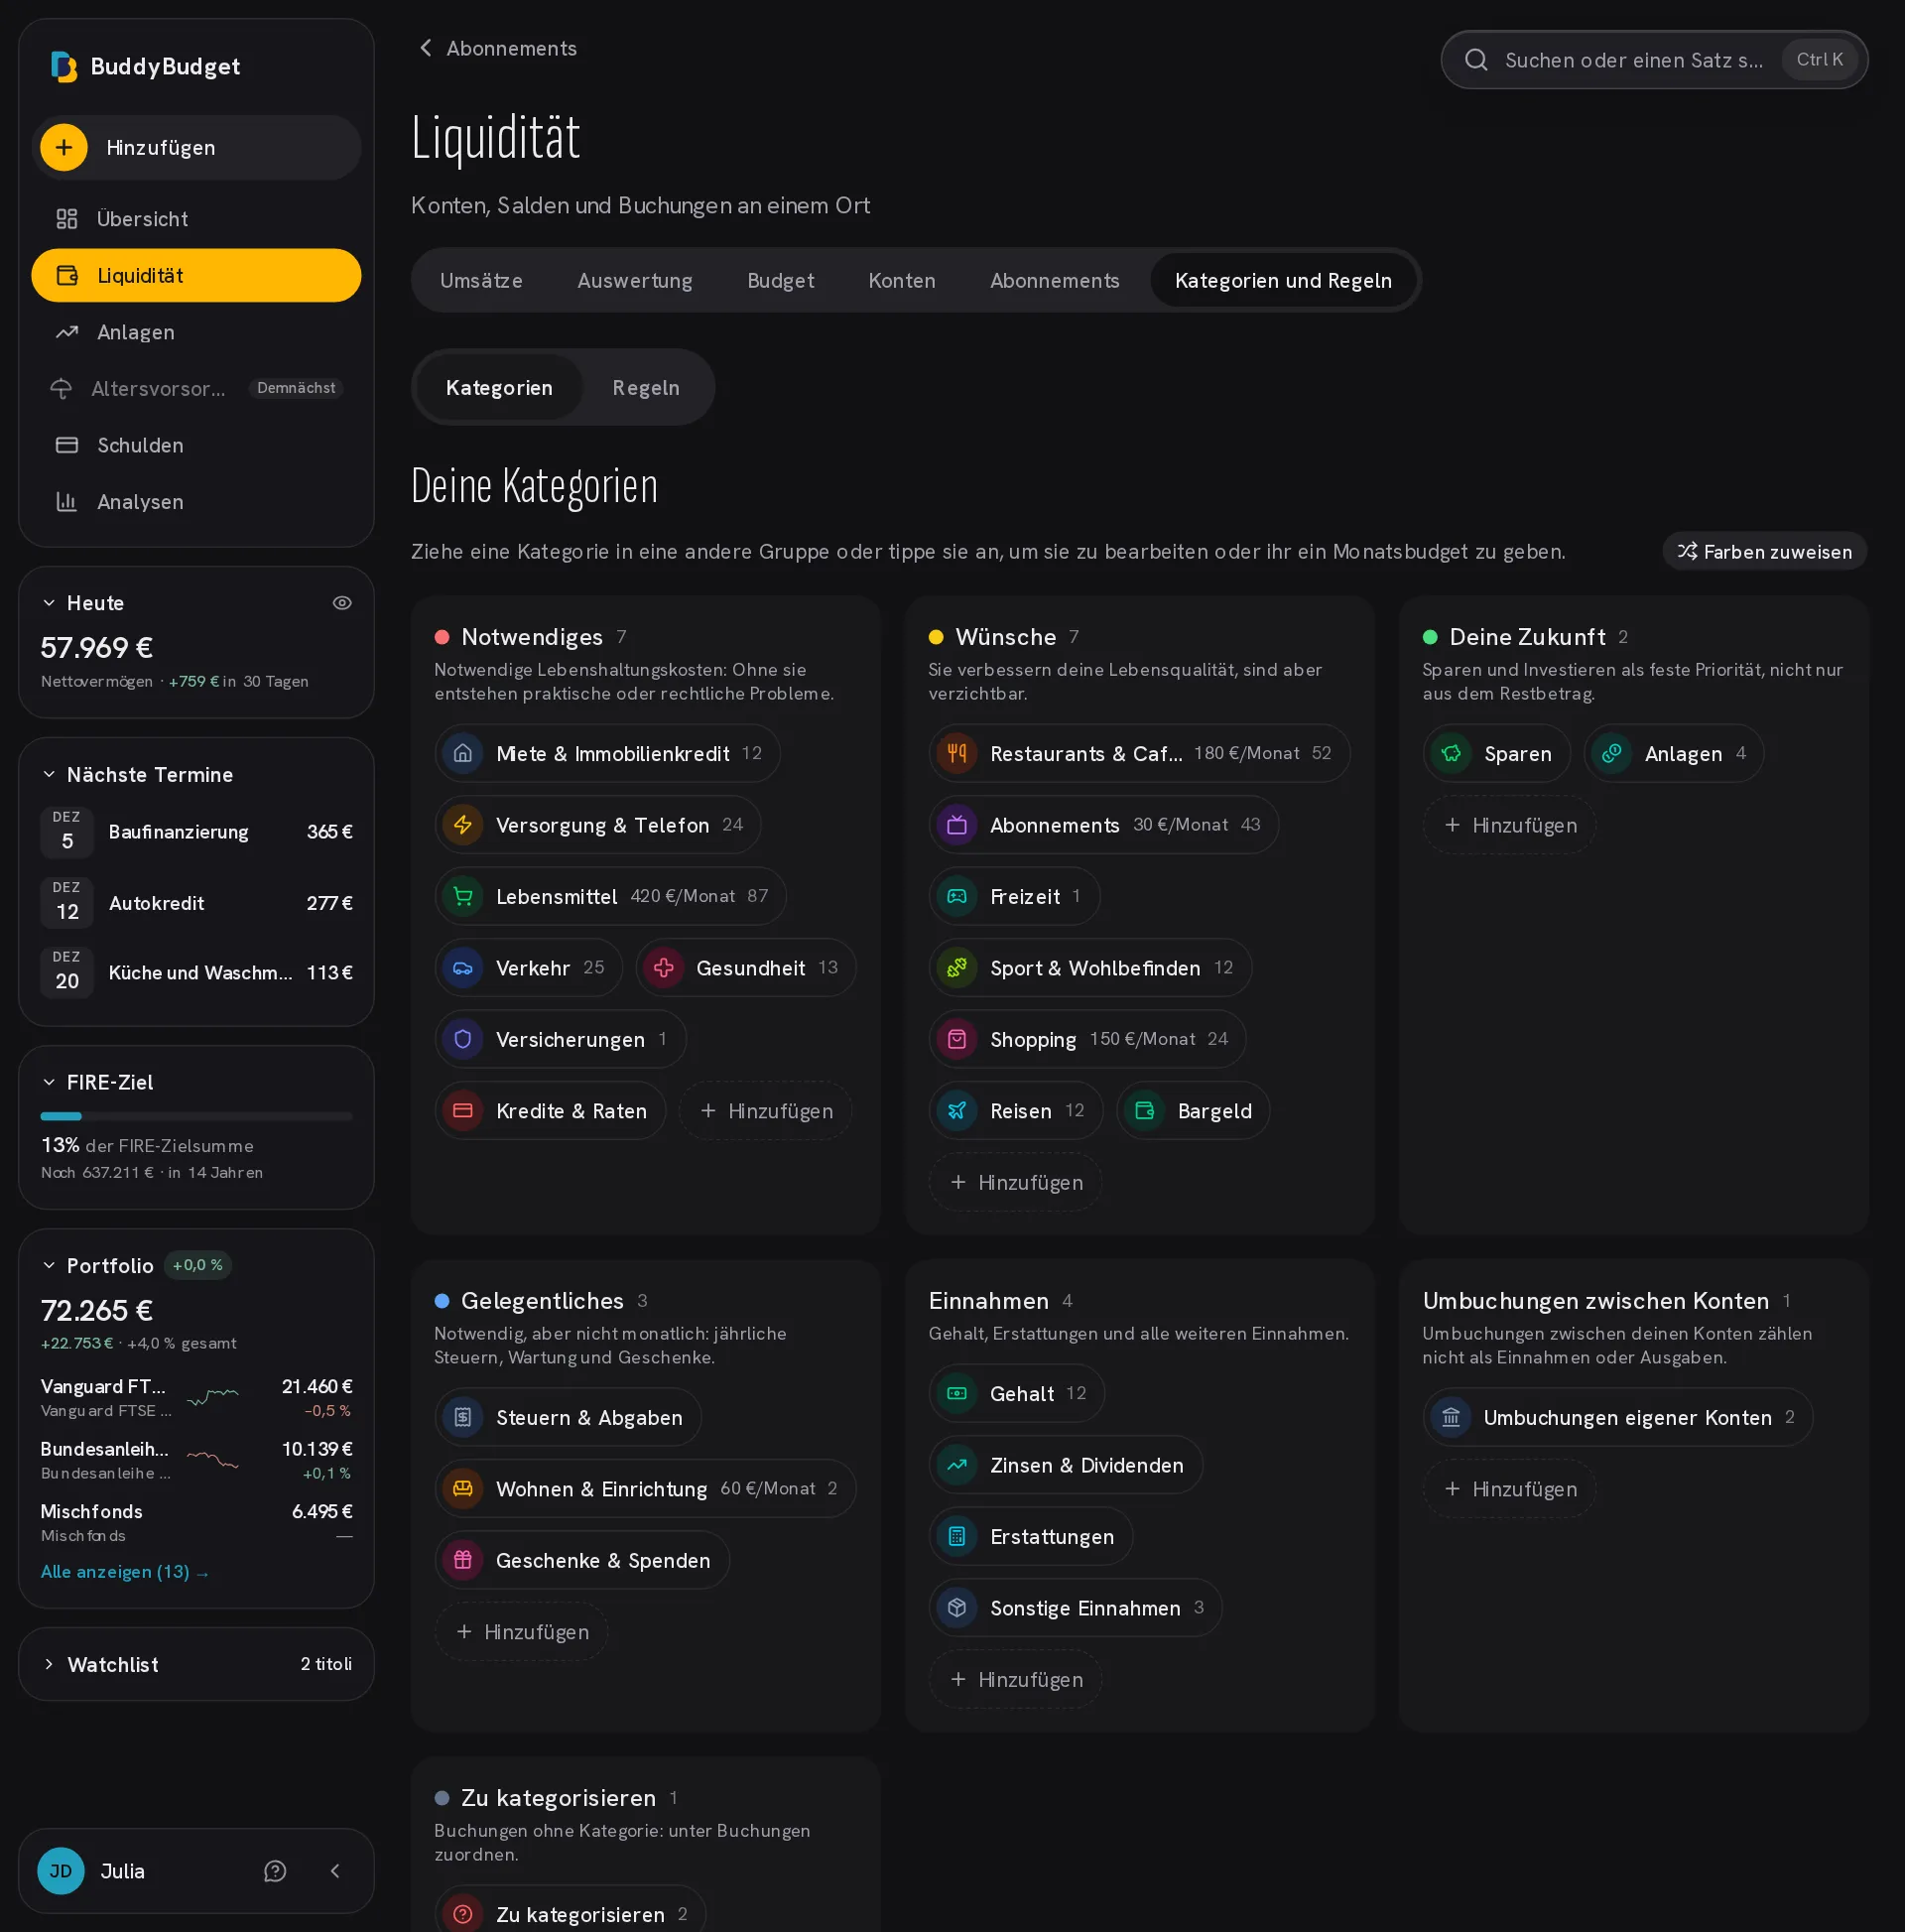 BuddyBudget
Hinzufügen
Übersicht
Liquidität
Anlagen
Altersvorsor... Demnächst
Schulden
Analysen
Heute
57.969 €
Nettovermögen · +759 € in 30 Tagen
Nächste Termine
DEZ
5
Baufinanzierung 365 €
DEZ
12
Autokredit 277 €
DEZ
20
Küche und Waschm... 113 €
FIRE-Ziel
13% der FIRE-Zielsumme
Noch 637.211 € · in 14 Jahren
Portfolio +0,0 %
72.265 €
+22.753 € · +4,0 % gesamt
Vanguard FT... 21.460 €
Vanguard FTSE ... −0,5 %
Bundesanleih... 10.139 €
Bundesanleihe ... +0,1 %
Mischfonds 6.495 €
Mischfonds —
Alle anzeigen (13) →
Watchlist 2 titoli
JD Julia
Abonnements
Suchen oder einen Satz s... Ctrl K
Liquidität
Konten, Salden und Buchungen an einem Ort
Umsätze Auswertung Budget Konten Abonnements Kategorien und Regeln
Kategorien Regeln
Deine Kategorien
Ziehe eine Kategorie in eine andere Gruppe oder tippe sie an, um sie zu bearbeiten oder ihr ein Monatsbudget zu geben.
Farben zuweisen
Notwendiges 7
Notwendige Lebenshaltungskosten: Ohne sie
entstehen praktische oder rechtliche Probleme.
Miete & Immobilienkredit 12
Versorgung & Telefon 24
Lebensmittel 420 €/Monat 87
Verkehr 25 Gesundheit 13
Versicherungen 1
Kredite & Raten + Hinzufügen
Wünsche 7
Sie verbessern deine Lebensqualität, sind aber
verzichtbar.
Restaurants & Caf... 180 €/Monat 52
Abonnements 30 €/Monat 43
Freizeit 1
Sport & Wohlbefinden 12
Shopping 150 €/Monat 24
Reisen 12 Bargeld
+ Hinzufügen
Deine Zukunft 2
Sparen und Investieren als feste Priorität, nicht nur
aus dem Restbetrag.
Sparen Anlagen 4
+ Hinzufügen
Gelegentliches 3
Notwendig, aber nicht monatlich: jährliche
Steuern, Wartung und Geschenke.
Steuern & Abgaben
Wohnen & Einrichtung 60 €/Monat 2
Geschenke & Spenden
+ Hinzufügen
Einnahmen 4
Gehalt, Erstattungen und alle weiteren Einnahmen.
Gehalt 12
Zinsen & Dividenden
Erstattungen
Sonstige Einnahmen 3
+ Hinzufügen
Umbuchungen zwischen Konten 1
Umbuchungen zwischen deinen Konten zählen
nicht als Einnahmen oder Ausgaben.
Umbuchungen eigener Konten 2
+ Hinzufügen
Zu kategorisieren 1
Buchungen ohne Kategorie: unter Buchungen
zuordnen.
Zu kategorisieren 2